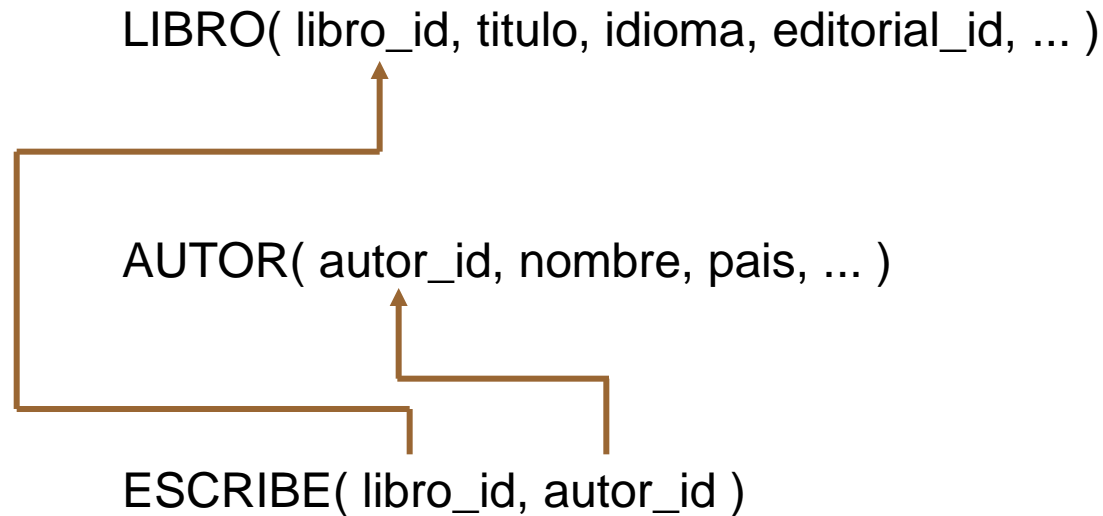 LIBRO( libro_id, titulo, idioma, editorial_id, ... )
AUTOR( autor_id, nombre, pais, ... )
ESCRIBE( libro_id, autor_id )